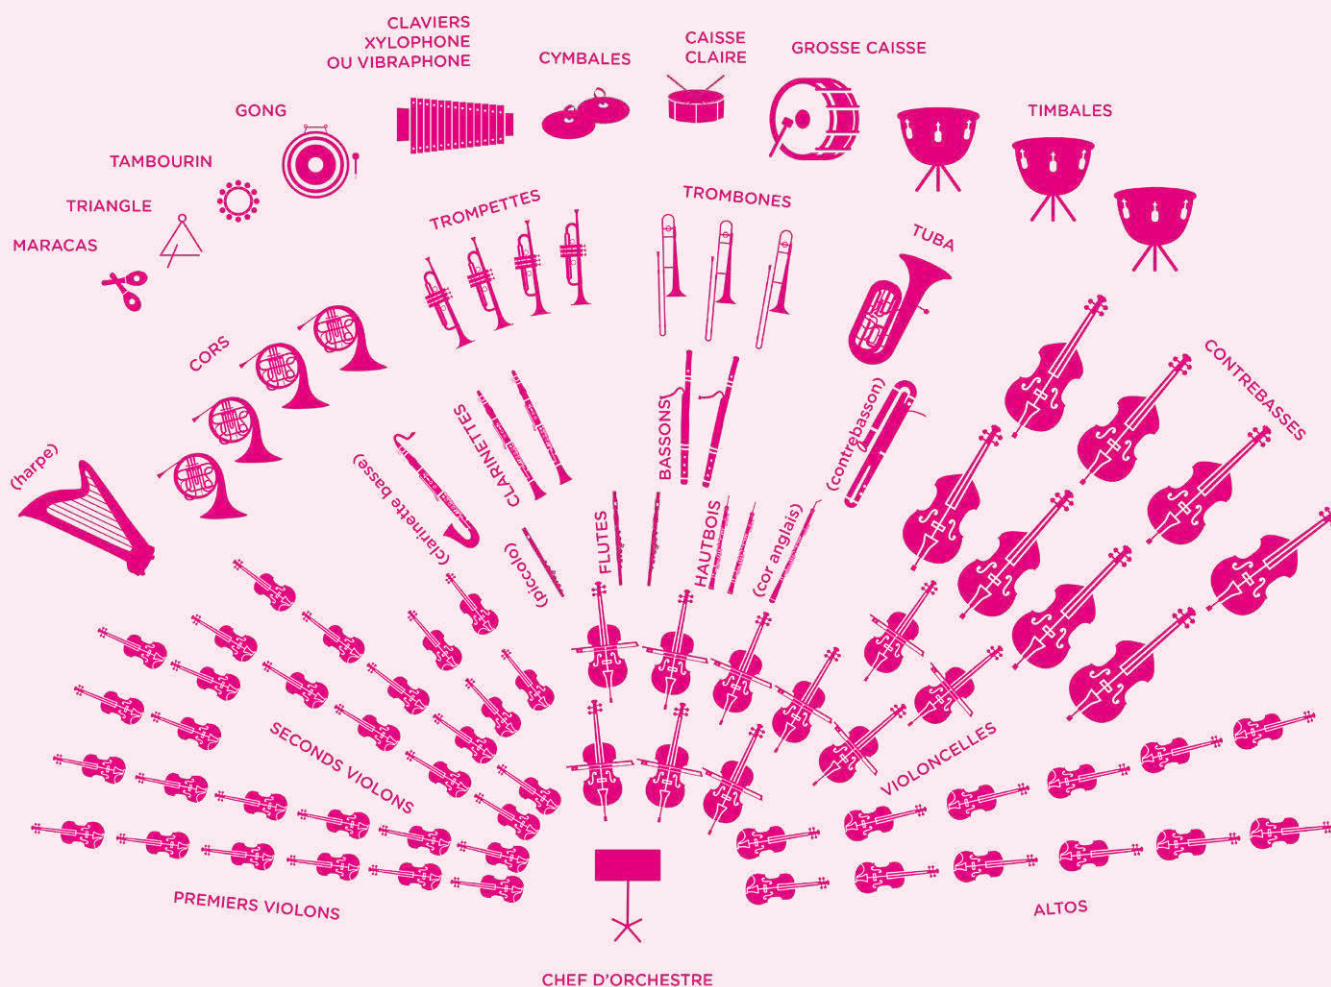 CLAVIERS
XYLOPHONE
OU VIBRAPHONE
CYMBALES
CAISSE
CLAIRE
GROSSE CAISSE
GONG
TIMBALES
TAMBOURIN
TRIANGLE
MARACAS
TROMPETTES
TROMBONES
TUBA
CORS
CONTREBASSES
(harpe)
(clarinette basse)
CLARINETTES
BASSONS
(contrebasson)
(piccolo)
FLUTES
HAUTBOIS
(cor anglais)
SECONDS VIOLONS
VIOLONCELLES
PREMIERS VIOLONS
ALTOS
CHEF D'ORCHESTRE